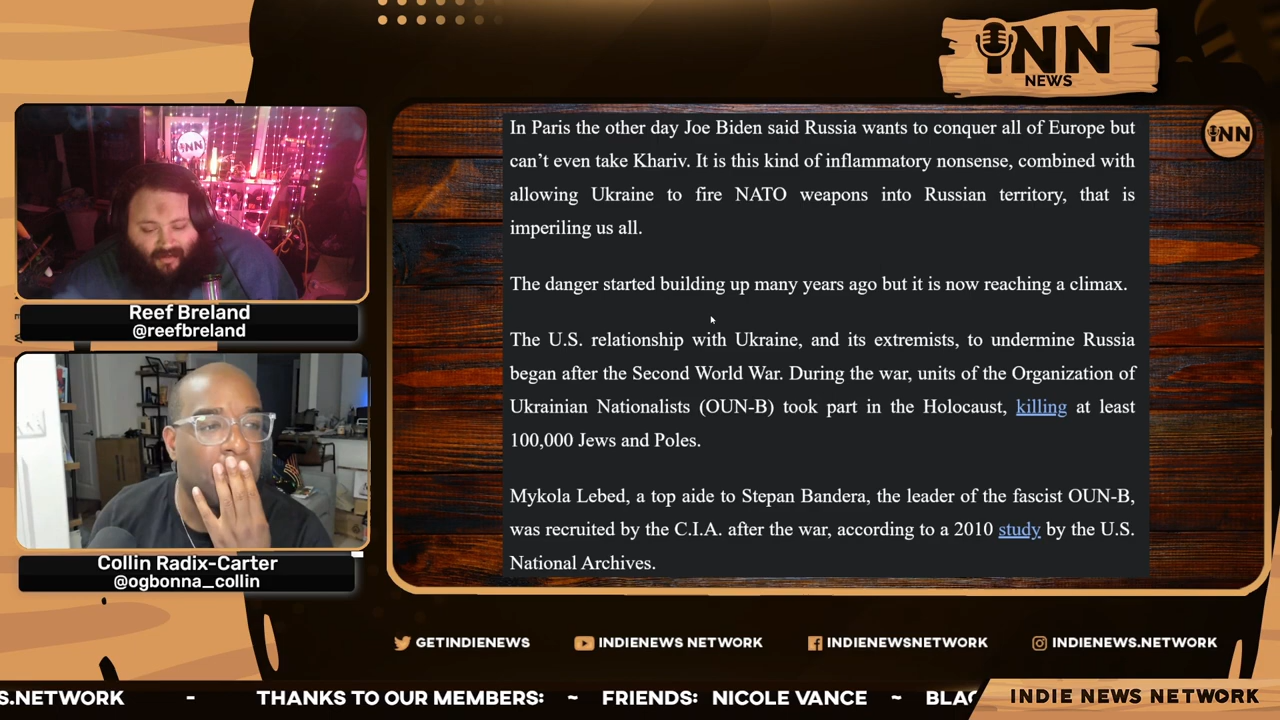 INN
NEWS
INN
INN
In Paris the other day Joe Biden said Russia wants to conquer all of Europe but
can’t even take Khariv. It is this kind of inflammatory nonsense, combined with
allowing Ukraine to fire NATO weapons into Russian territory, that is
imperiling us all.
The danger started building up many years ago but it is now reaching a climax.
The U.S. relationship with Ukraine, and its extremists, to undermine Russia
began after the Second World War. During the war, units of the Organization of
Ukrainian Nationalists (OUN-B) took part in the Holocaust, killing at least
100,000 Jews and Poles.
Mykola Lebed, a top aide to Stepan Bandera, the leader of the fascist OUN-B,
was recruited by the C.I.A. after the war, according to a 2010 study by the U.S.
National Archives.
Reef Breland
@reefbreland
Collin Radix-Carter
@ogbonna_collin
GETINDIENEWS
INDIENEWS NETWORK
INDIENEWSNETWORK
INDIENEWS.NETWORK
S.NETWORK - THANKS TO OUR MEMBERS: ~ FRIENDS: NICOLE VANCE ~ BLAC
INDIE NEWS NETWORK